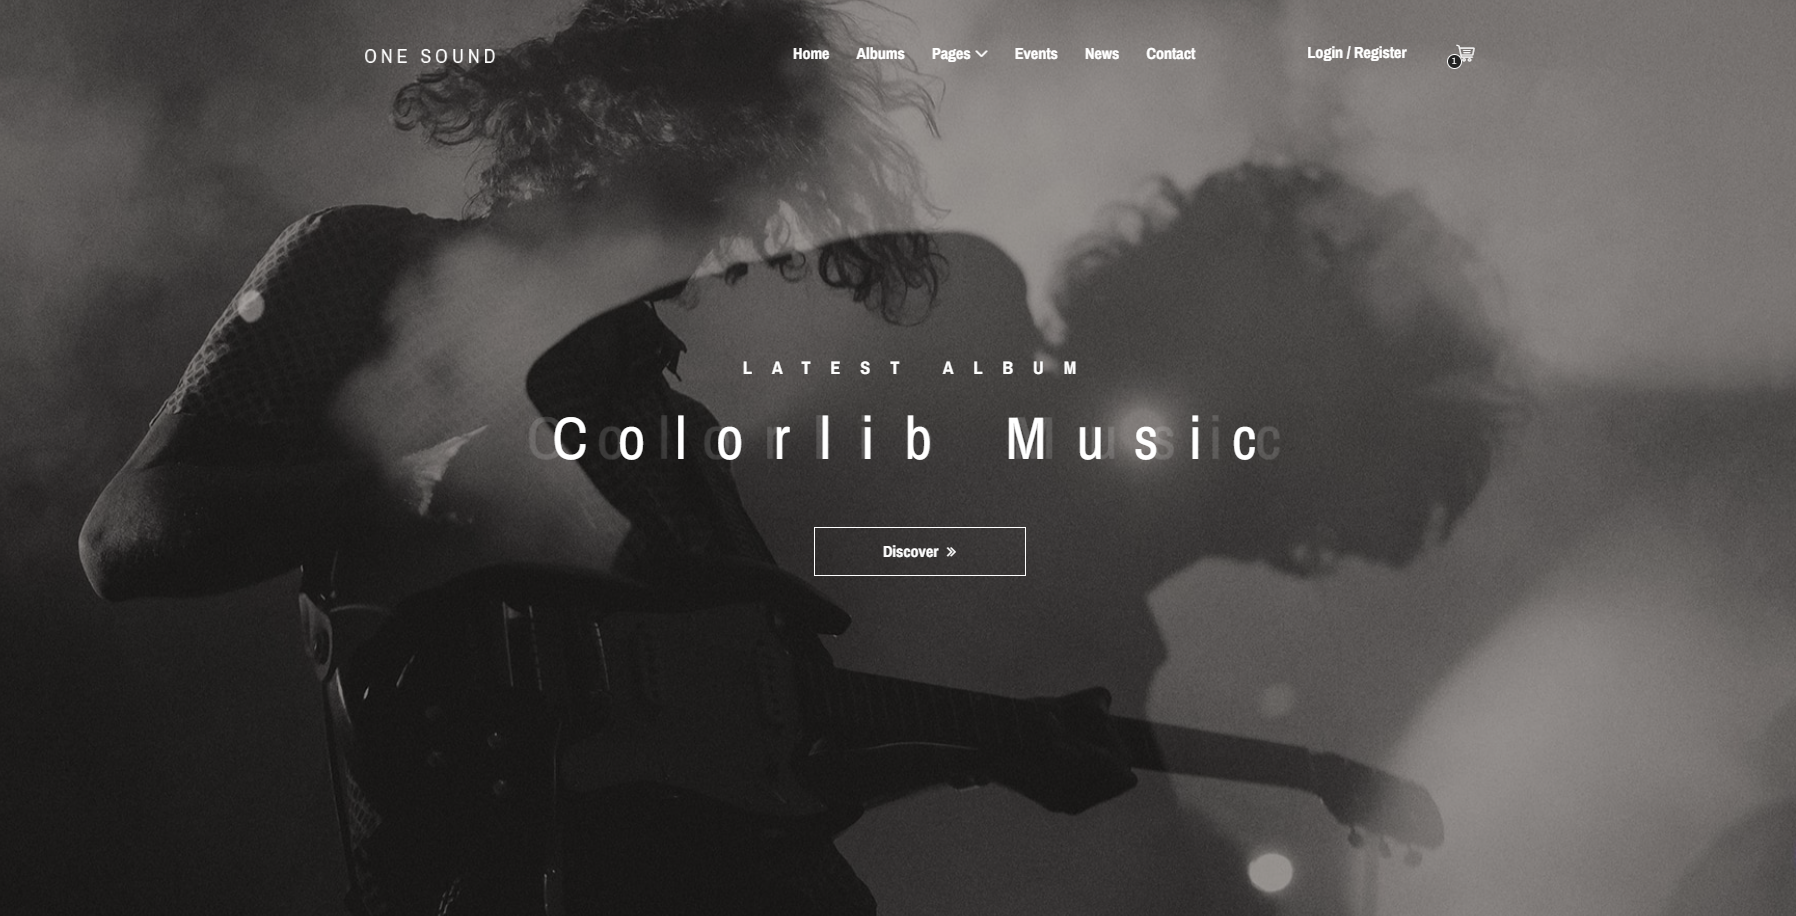 ONE SOUND
Home Albums Pages Events News Contact
Login / Register
1
LATEST ALBUM
Colorlib Music
Discover